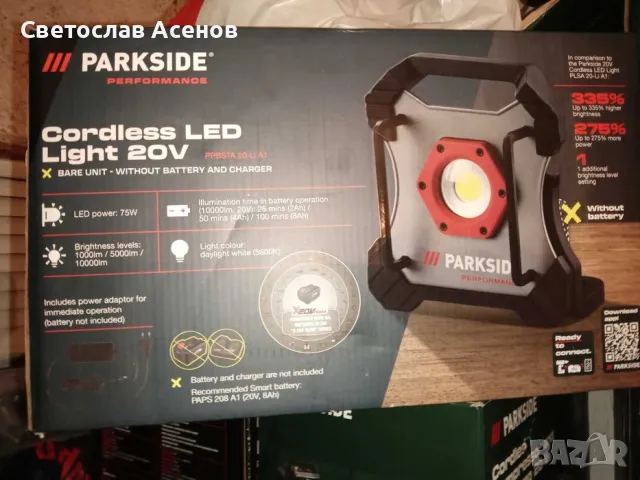 Светослав Асенов
/// PARKSIDE®
PERFORMANCE
Cordless LED
Light 20V PPBSTA 20-Li A1
X BARE UNIT - WITHOUT BATTERY AND CHARGER
LED power: 75W
Illumination time in battery operation
(10000lm, 20V: 25 mins (2Ah) /
50 mins (4Ah) / 100 mins (8Ah)
Brightness levels:
1000lm / 5000lm /
10000lm
Light colour:
daylight white (5600K)
Includes power adaptor for
immediate operation
(battery not included)
X20V
X Battery and charger are not included
Recommended Smart battery:
PAPS 208 A1 (20V, 8Ah)
In comparison to
the Parkside 20V
Cordless LED Light
PLSA 20-Li A1:
335%
Up to 335% higher
brightness
275%
Up to 275% more
power
1
1 additional
brightness level
setting
X Without
battery
/// PARKSIDE
PERFORMANCE
Ready
to
connect.
Download
app!
/// PARKSIDE
/// PARKSIDE
Cordless
BAZAR